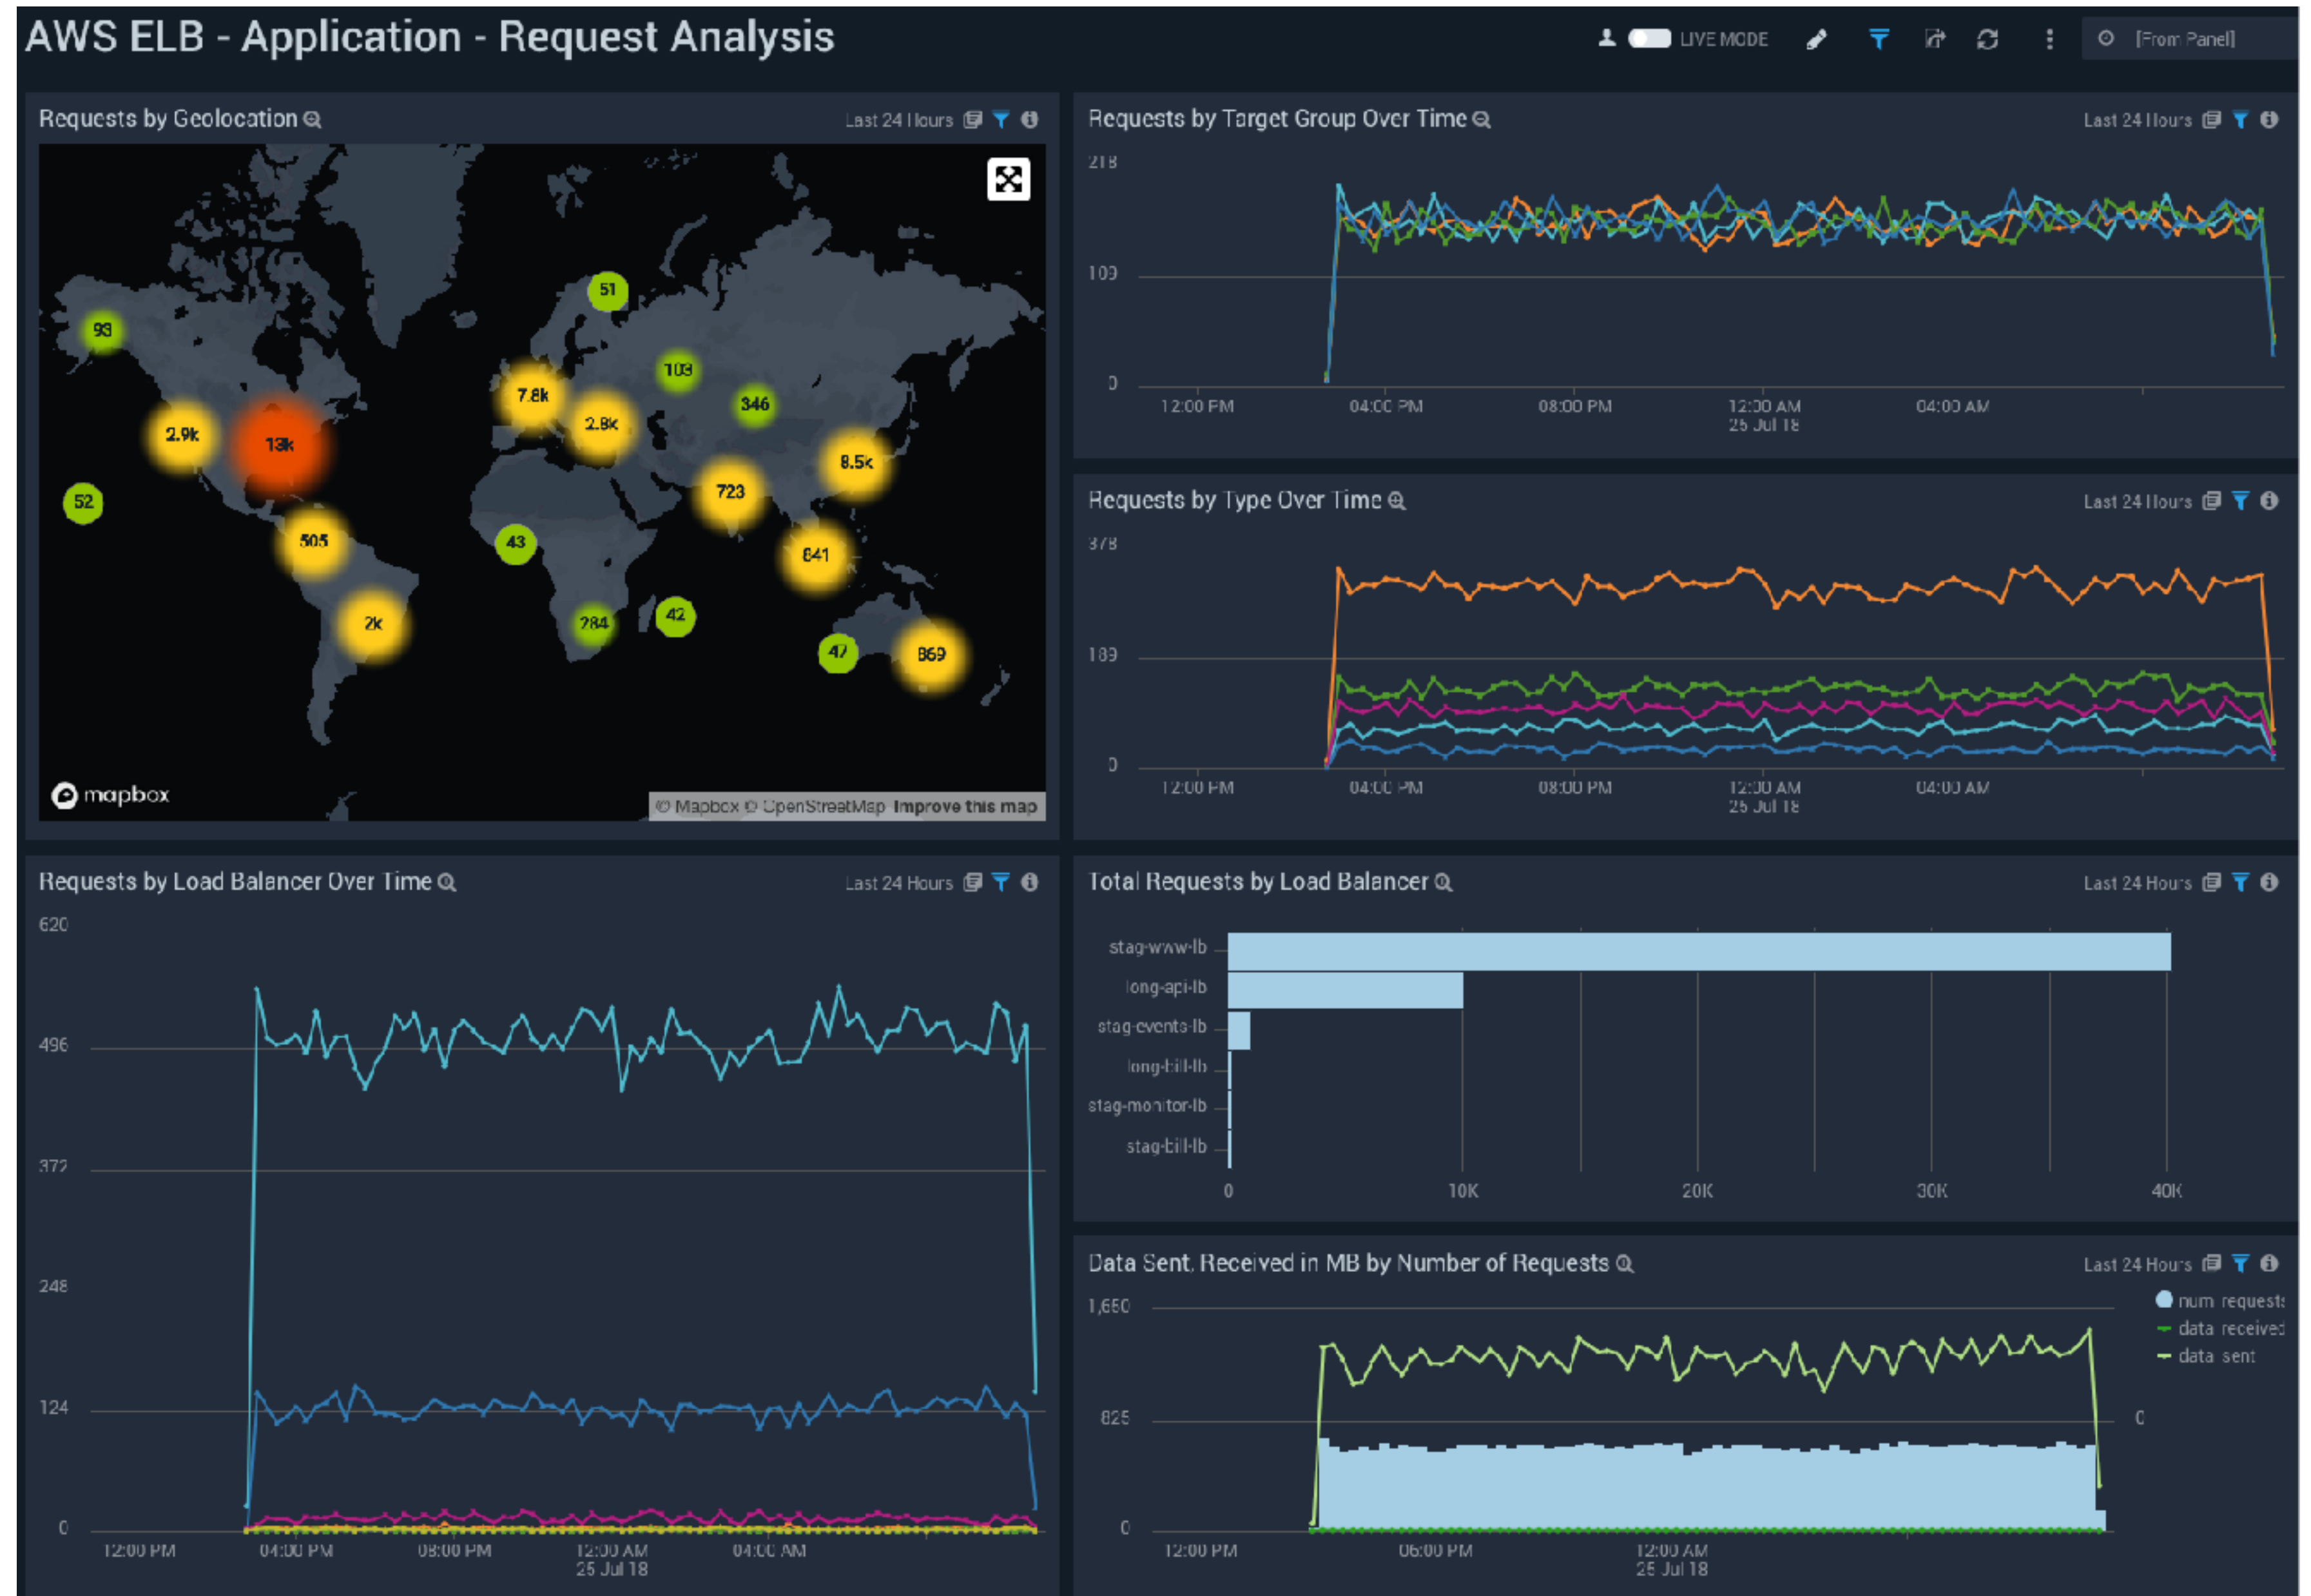 AWS ELB - Application - Request Analysis
LIVE MODE
[From Panel]
Requests by Geolocation
Last 24 Hours
51
93
103
7.8k
346
2.8k
2.9k
13k
8.5k
723
52
505
43
841
2k
284
42
47
869
mapbox
© Mapbox © OpenStreetMap Improve this map
Requests by Target Group Over Time
Last 24 Hours
218
109
0
12:00 PM
04:00 PM
08:00 PM
12:00 AM
25 Jul 18
04:00 AM
Requests by Type Over Time
Last 24 Hours
378
189
0
12:00 PM
04:00 PM
08:00 PM
12:00 AM
25 Jul 18
04:00 AM
Requests by Load Balancer Over Time
Last 24 Hours
620
496
372
248
124
0
12:00 PM
04:00 PM
08:00 PM
12:00 AM
25 Jul 18
04:00 AM
Total Requests by Load Balancer
Last 24 Hours
stag-www-lb
long-api-lb
stag-events-lb
long-bill-lb
stag-monitor-lb
stag-bill-lb
0
10K
20K
30K
40K
Data Sent, Received in MB by Number of Requests
Last 24 Hours
1,650
825
0
0
num requests
data received
data sent
12:00 PM
06:00 PM
12:00 AM
25 Jul 18